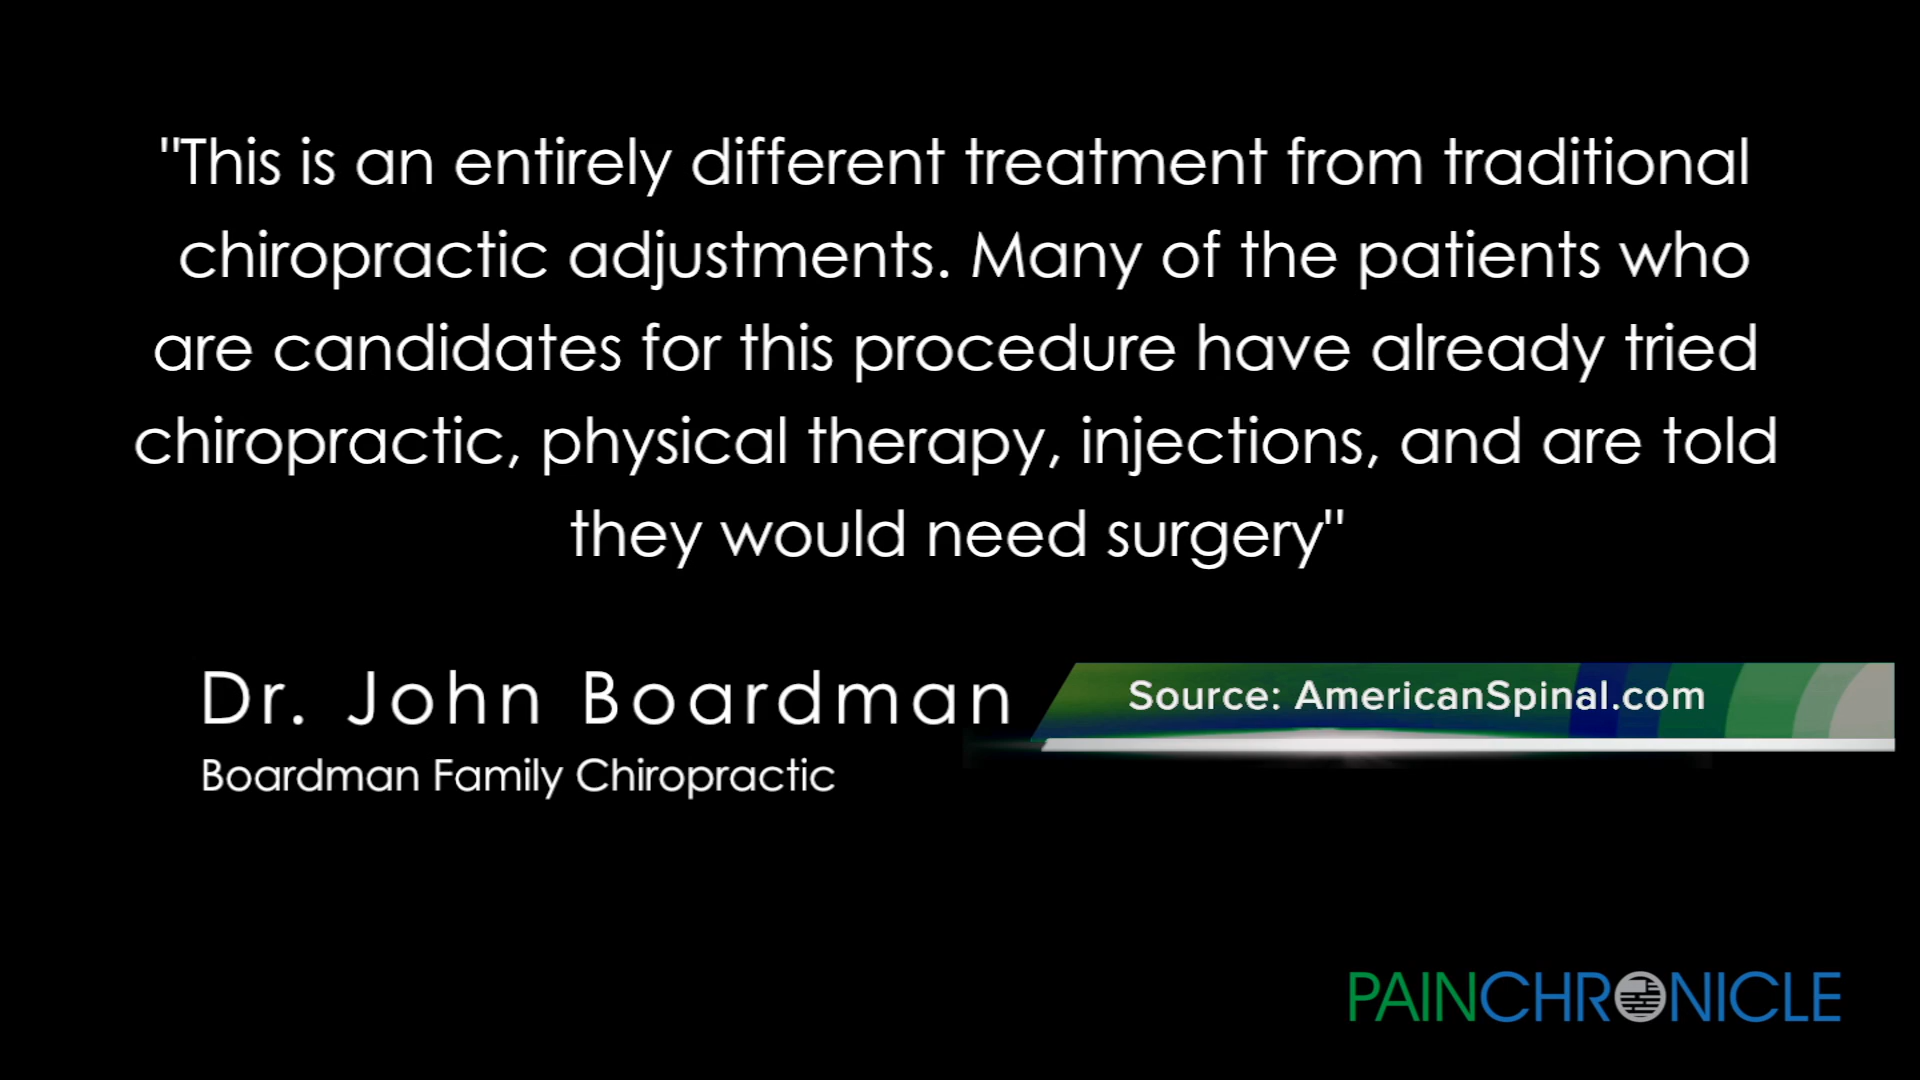 "This is an entirely different treatment from traditional
chiropractic adjustments. Many of the patients who
are candidates for this procedure have already tried
chiropractic, physical therapy, injections, and are told
they would need surgery"
Dr. John Boardman
Source: AmericanSpinal.com
Boardman Family Chiropractic
PAINCHRONICLE